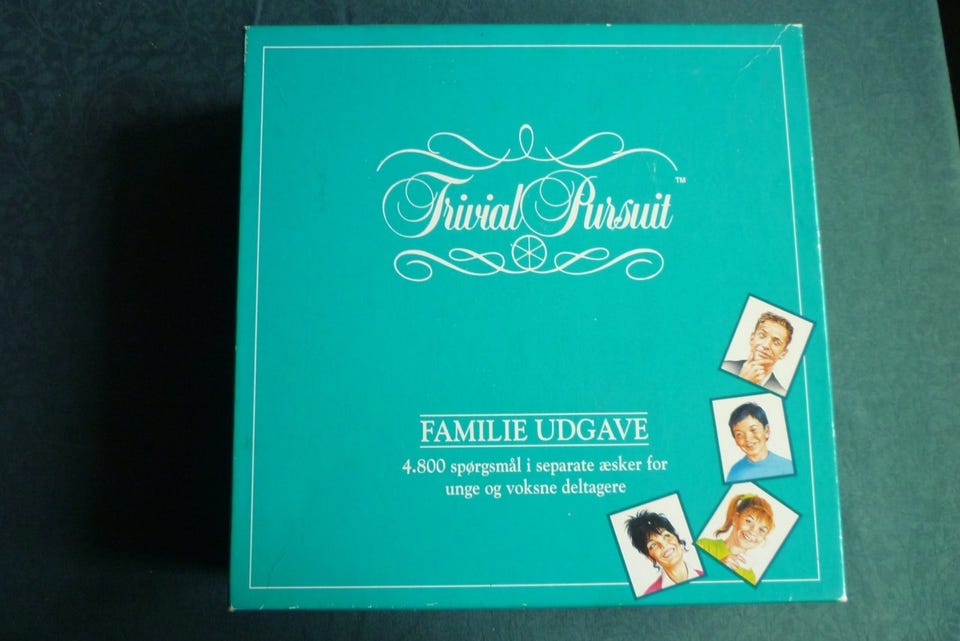 Trivial Pursuit™
FAMILIE UDGAVE
4.800 spørgsmål i separate æsker for
unge og voksne deltagere